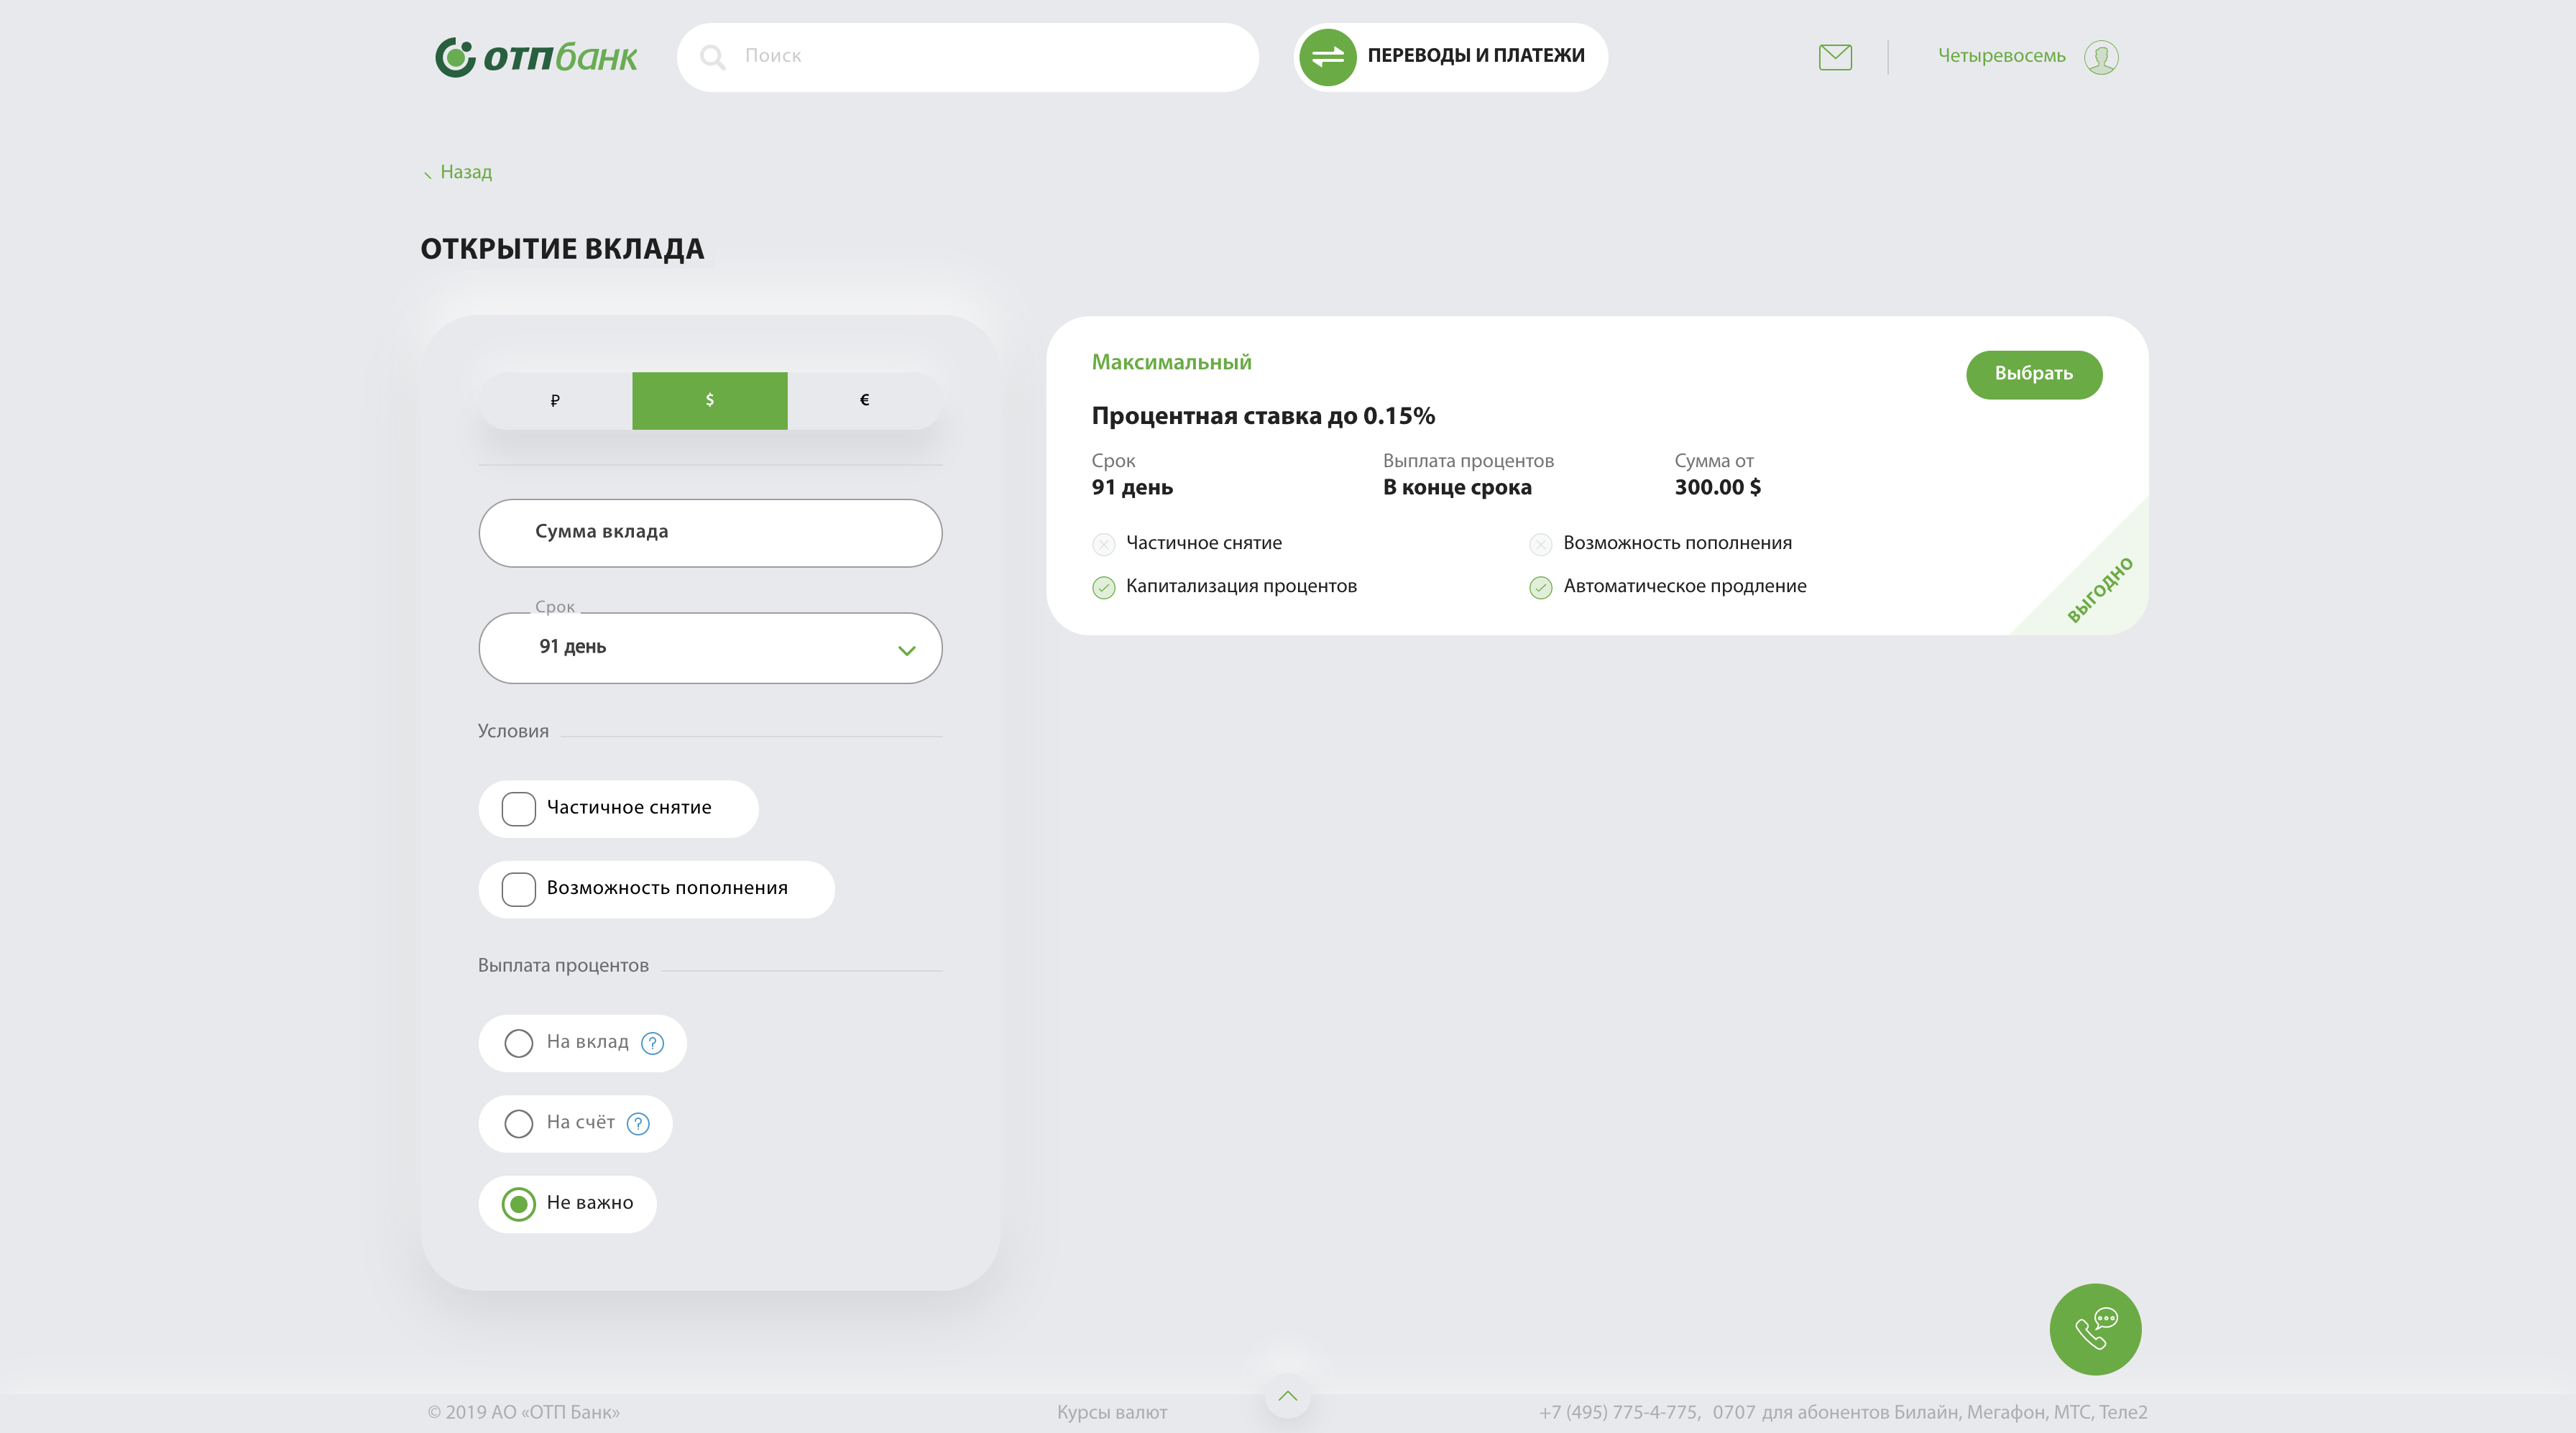 отпбанк
Поиск
ПЕРЕВОДЫ И ПЛАТЕЖИ
Четыревосемь
Назад
ОТКРЫТИЕ ВКЛАДА
₽ $ €
Сумма вклада
Срок
91 день
Условия
Частичное снятие
Возможность пополнения
Выплата процентов
На вклад ?
На счёт ?
Не важно
Максимальный
Выбрать
Процентная ставка до 0.15%
Срок Выплата процентов Сумма от
91 день В конце срока 300.00 $
Частичное снятие Возможность пополнения
Капитализация процентов Автоматическое продление
ВЫГОДНО
© 2019 АО «ОТП Банк» Курсы валют +7 (495) 775-4-775, 0707 для абонентов Билайн, Мегафон, МТС, Теле2